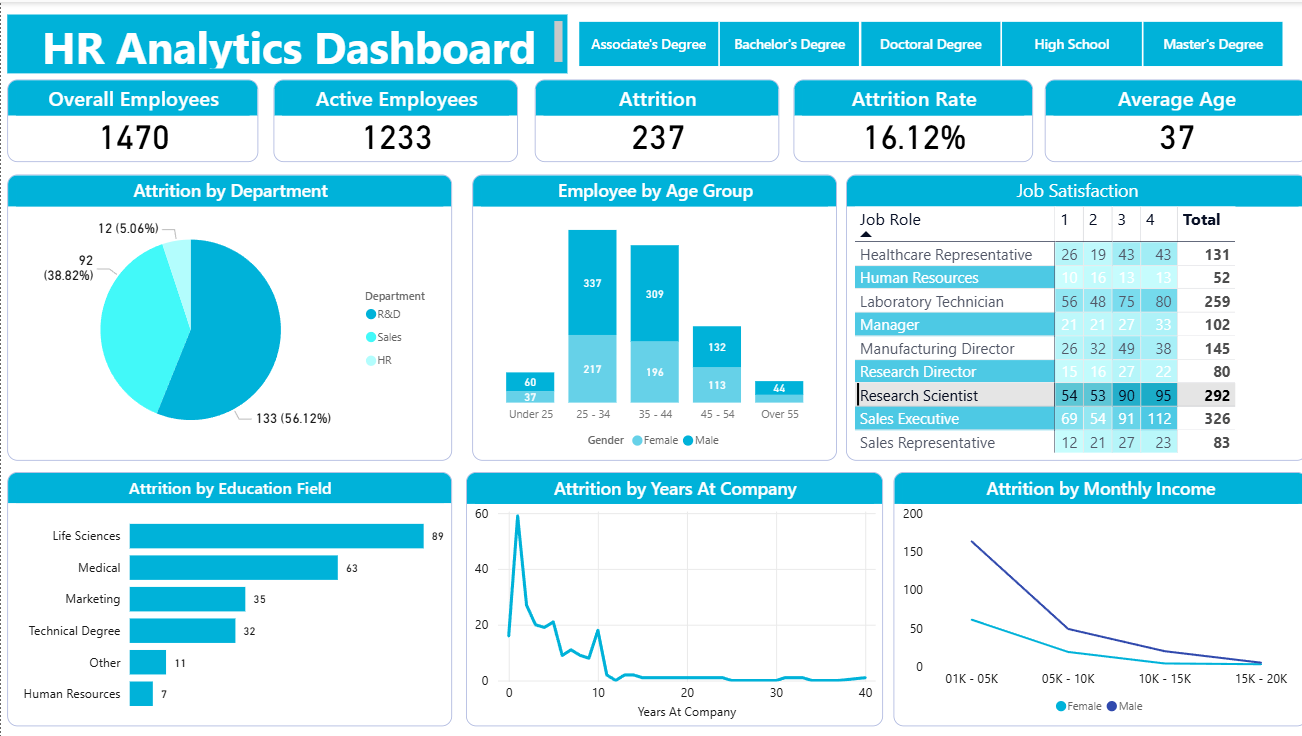 HR Analytics Dashboard
Associate's Degree
Bachelor's Degree
Doctoral Degree
High School
Master's Degree
Overall Employees
1470
Active Employees
1233
Attrition
237
Attrition Rate
16.12%
Average Age
37
Attrition by Department
12 (5.06%)
92
(38.82%)
133 (56.12%)
Department
R&D
Sales
HR
Employee by Age Group
60
37
337
217
309
196
132
113
44
Under 25
25 - 34
35 - 44
45 - 54
Over 55
Gender Female Male
Job Satisfaction
Job Role 1 2 3 4 Total
Healthcare Representative 26 19 43 43 131
Human Resources 10 16 13 13 52
Laboratory Technician 56 48 75 80 259
Manager 21 21 27 33 102
Manufacturing Director 26 32 49 38 145
Research Director 15 16 27 22 80
Research Scientist 54 53 90 95 292
Sales Executive 69 54 91 112 326
Sales Representative 12 21 27 23 83
Attrition by Education Field
Life Sciences 89
Medical 63
Marketing 35
Technical Degree 32
Other 11
Human Resources 7
Attrition by Years At Company
60
40
20
0
0 10 20 30 40
Years At Company
Attrition by Monthly Income
200
150
100
50
0
01K - 05K 05K - 10K 10K - 15K 15K - 20K
Female Male